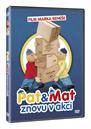 FILM MARKA BENEŠE
Pat & Mat
znovu v akci